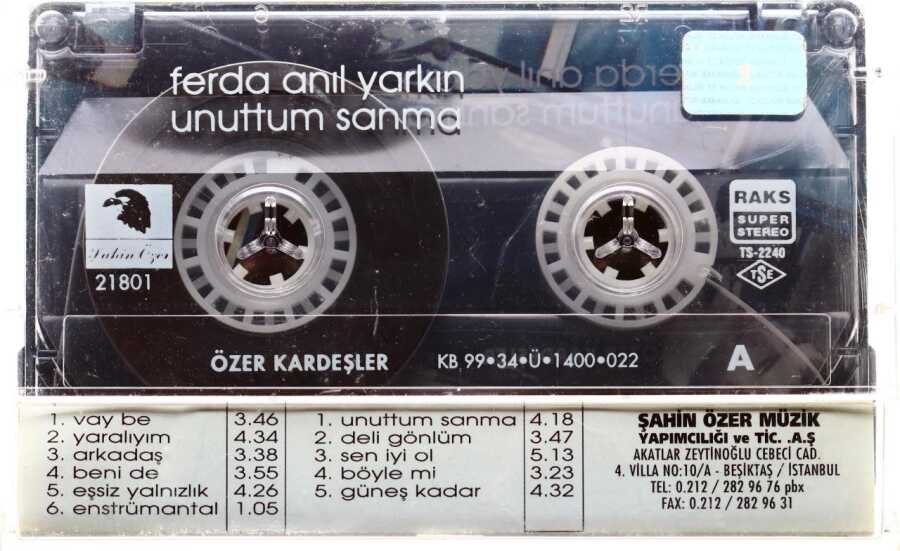 ferda anıl yarkın
unuttum sanma
Şahin Özer
21801
RAKS
SUPER
STEREO
TS-2240
TSE
ÖZER KARDEŞLER KB 99•34•Ü•1400•022 A
1. vay be 3.46
2. yaralıyım 4.34
3. arkadaş 3.38
4. beni de 3.55
5. eşsiz yalnızlık 4.26
6. enstrümantal 1.05
1. unuttum sanma 4.18
2. deli gönlüm 3.47
3. sen iyi ol 5.13
4. böyle mi 3.23
5. güneş kadar 4.32
ŞAHİN ÖZER MÜZİK
YAPIMCILIĞI ve TİC. .A.Ş
AKATLAR ZEYTİNOĞLU CEBECİ CAD.
4. VILLA NO:10/A - BEŞİKTAŞ / İSTANBUL
TEL: 0.212 / 282 96 76 pbx
FAX: 0.212 / 282 96 31